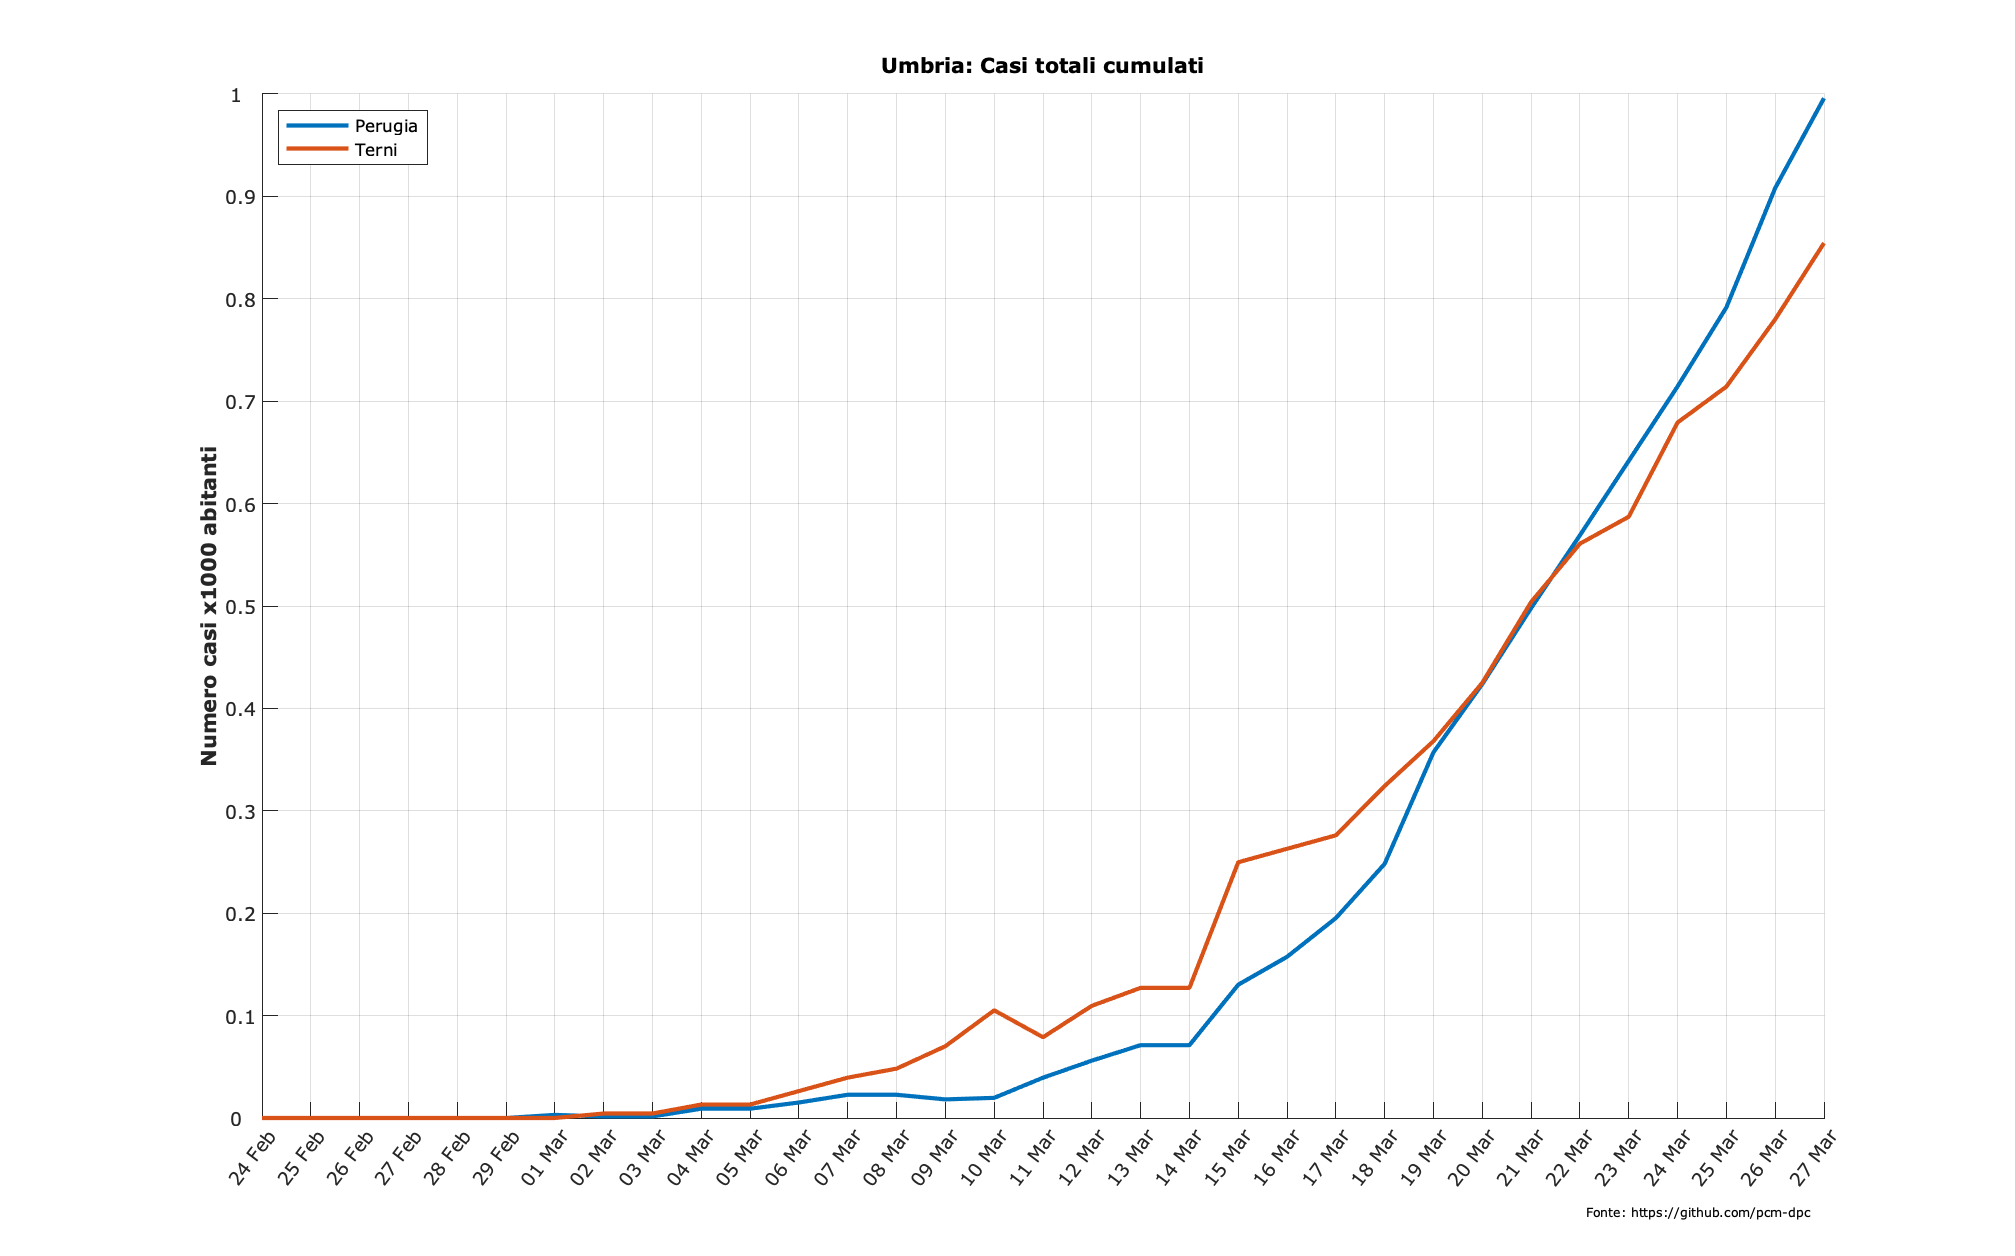 Umbria: Casi totali cumulati
Perugia
Terni
Numero casi x1000 abitanti
1
0.9
0.8
0.7
0.6
0.5
0.4
0.3
0.2
0.1
0
24 Feb
25 Feb
26 Feb
27 Feb
28 Feb
29 Feb
01 Mar
02 Mar
03 Mar
04 Mar
05 Mar
06 Mar
07 Mar
08 Mar
09 Mar
10 Mar
11 Mar
12 Mar
13 Mar
14 Mar
15 Mar
16 Mar
17 Mar
18 Mar
19 Mar
20 Mar
21 Mar
22 Mar
23 Mar
24 Mar
25 Mar
26 Mar
27 Mar
Fonte: https://github.com/pcm-dpc